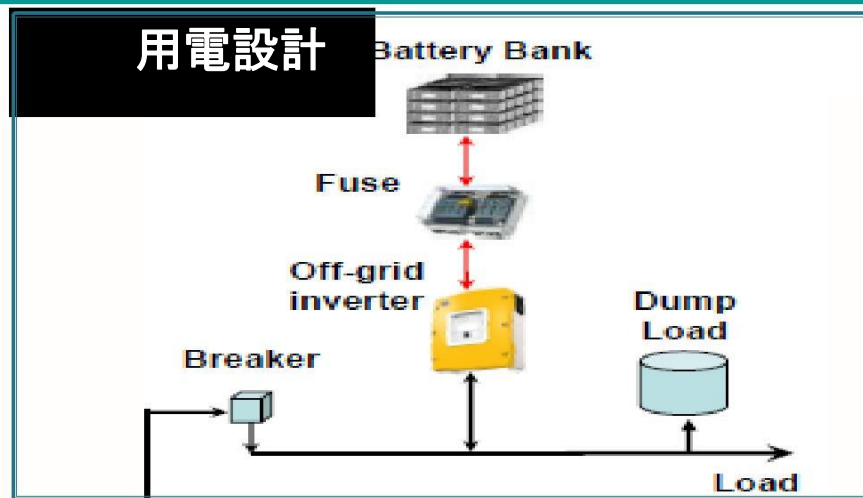 用電設計
Battery Bank
Fuse
Off-grid
inverter
Dump
Load
Breaker
Load